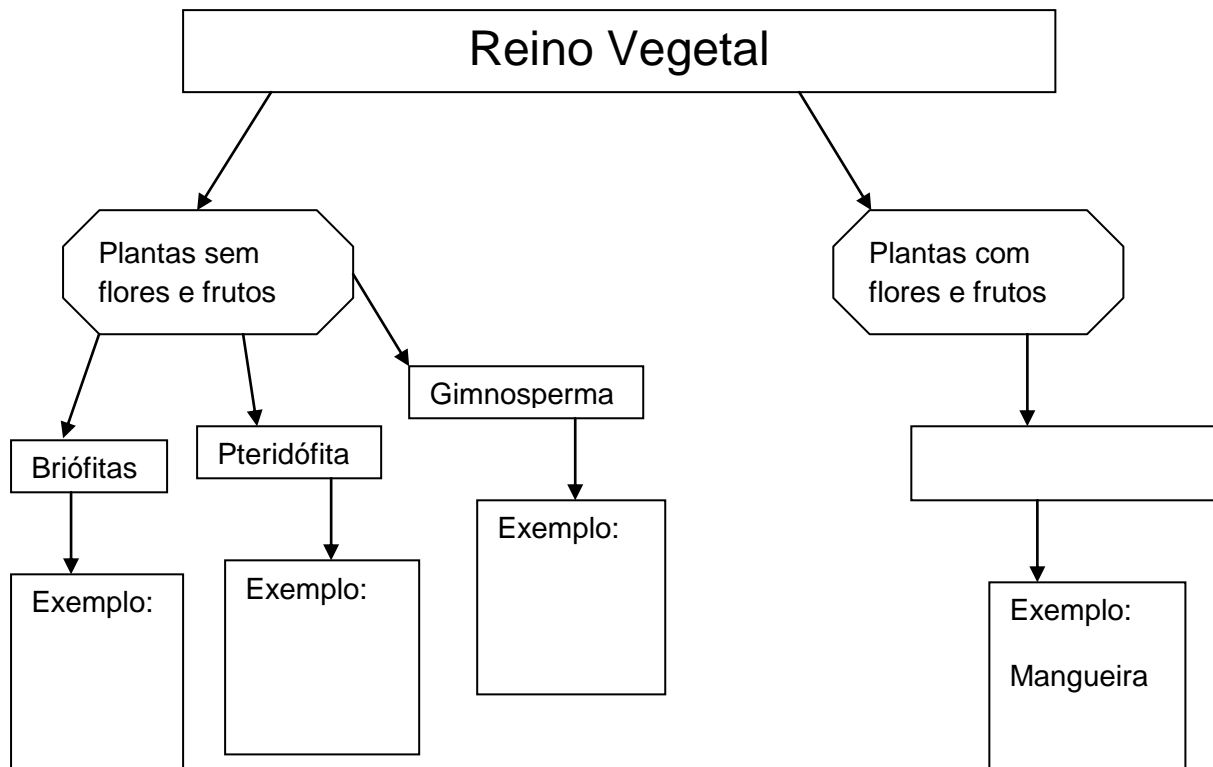 Reino Vegetal
Plantas sem
flores e frutos
Plantas com
flores e frutos
Gimnosperma
Briófitas
Pteridófita
Exemplo:
Exemplo:
Exemplo:
Exemplo:
Mangueira